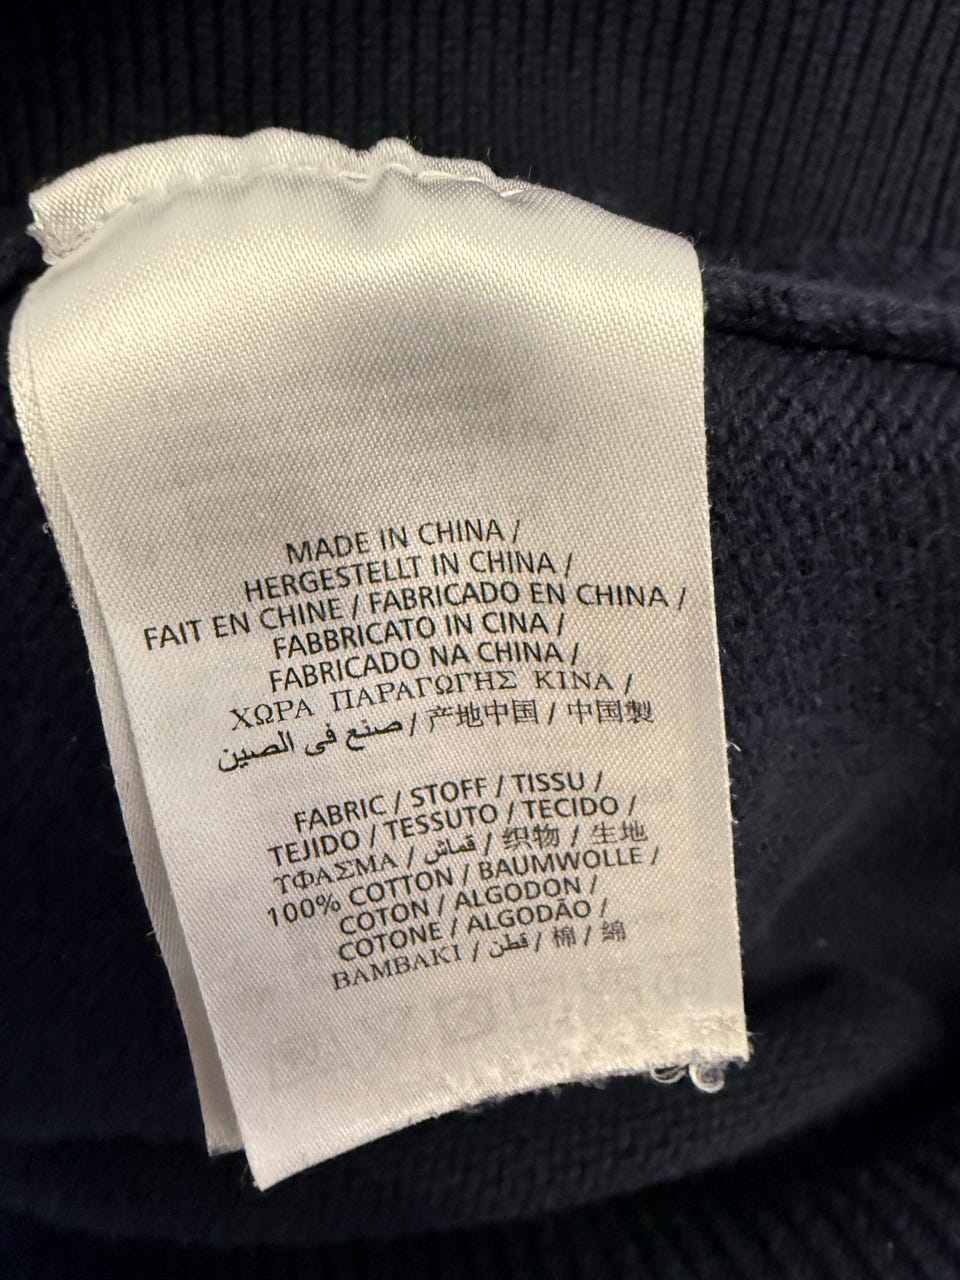 MADE IN CHINA /
HERGESTELLT IN CHINA /
FAIT EN CHINE / FABRICADO EN CHINA /
FABBRICATO IN CINA /
FABRICADO NA CHINA /
ΧΩΡΑ ΠΑΡΑΓΩΓΗΣ ΚΙΝΑ /
صنع في الصين / 产地中国 / 中国製
FABRIC / STOFF / TISSU /
TEJIDO / TESSUTO / TECIDO /
ΥΦΑΣΜΑ / قماش / 织物 / 生地
100% COTTON / BAUMWOLLE /
COTON / ALGODON /
COTONE / ALGODÃO /
ΒΑΜΒΑΚΙ / قطن / 棉 / 綿